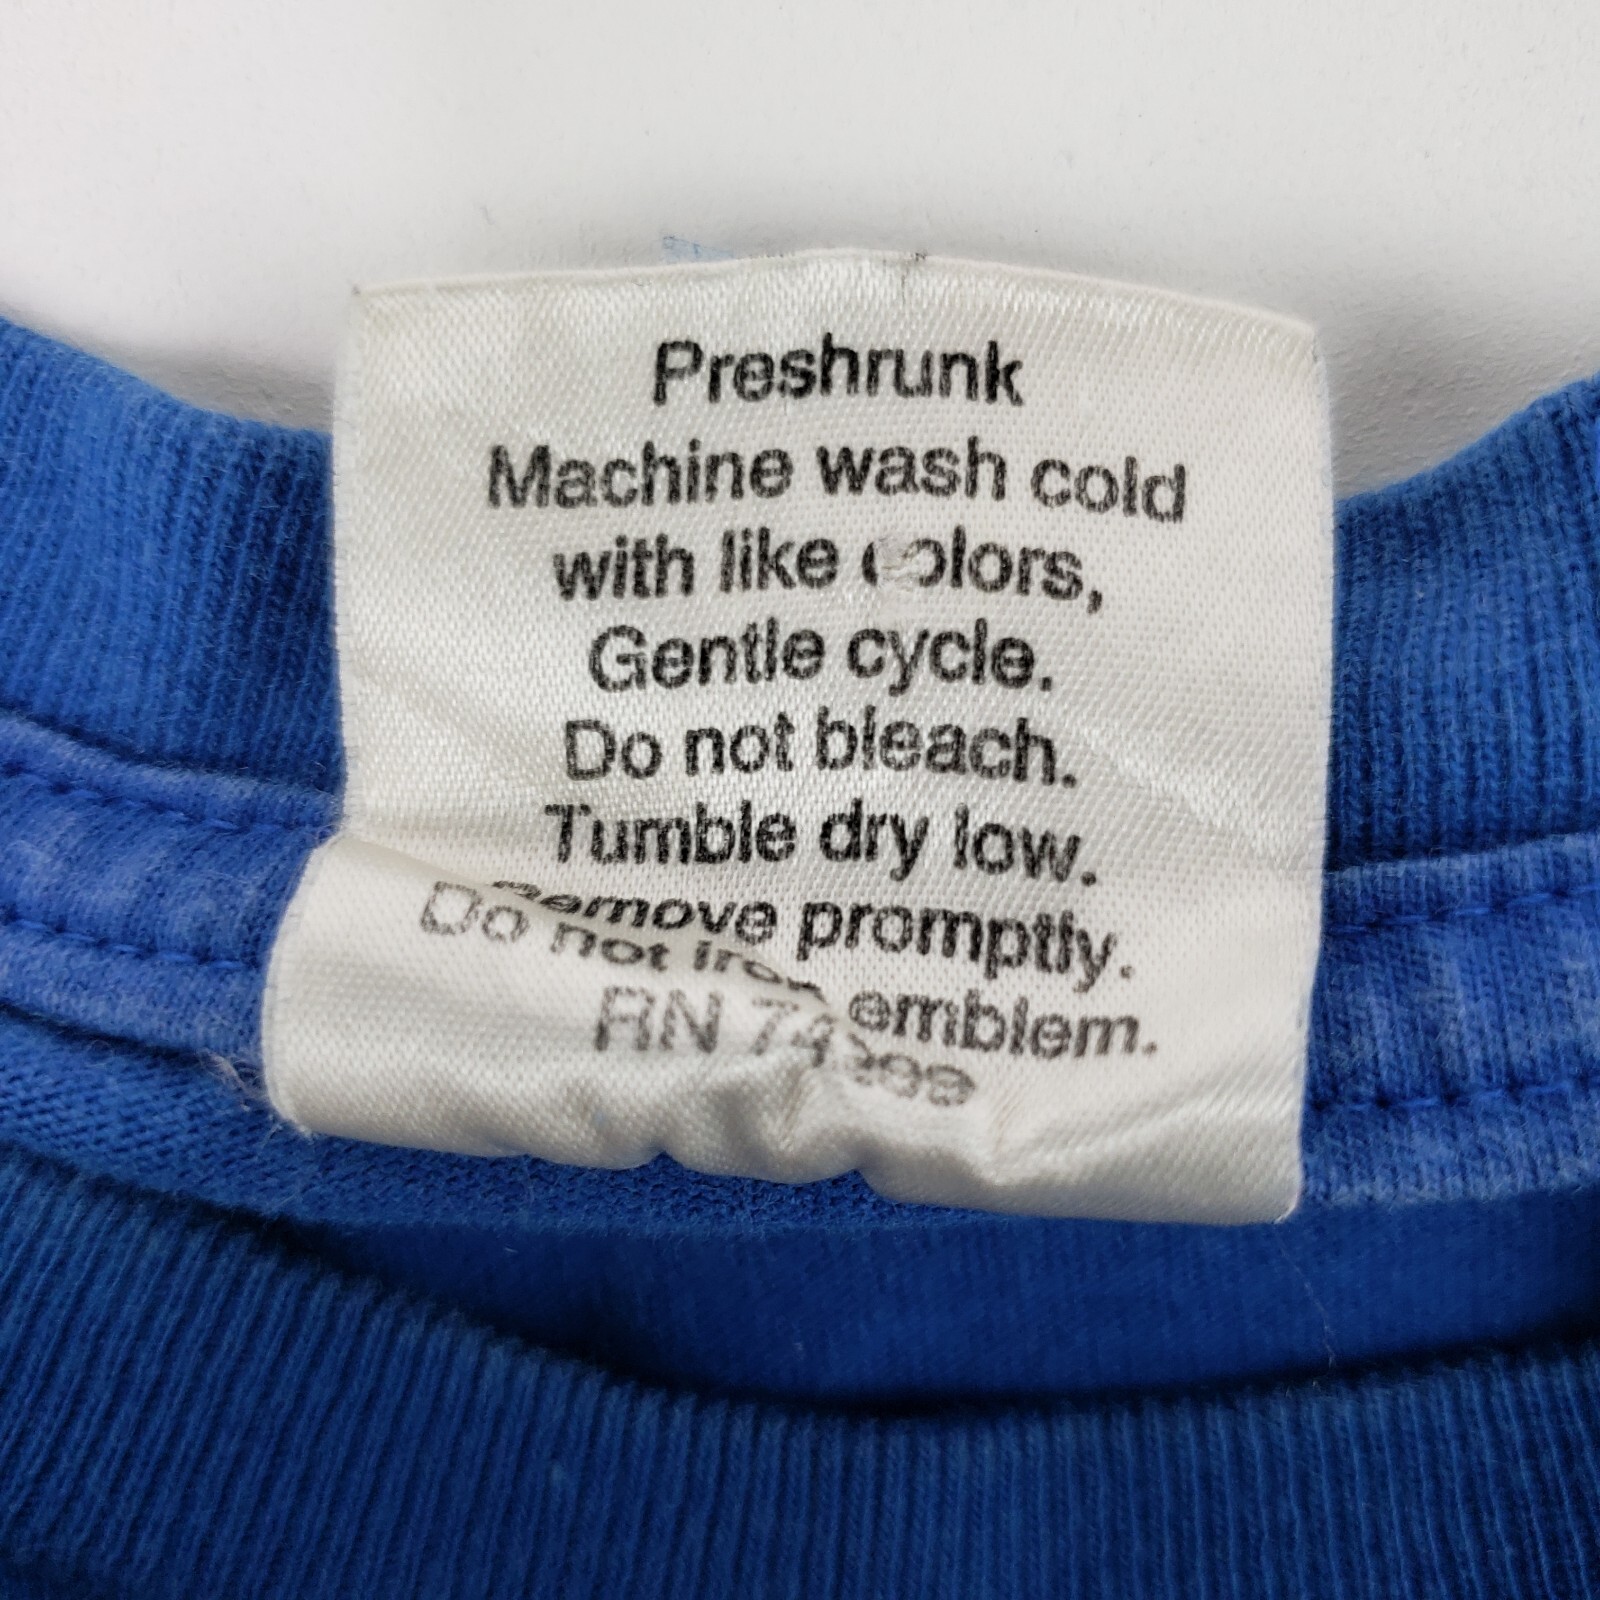 Preshrunk
Machine wash cold
with like colors,
Gentle cycle.
Do not bleach.
Tumble dry low.
Remove promptly.
Do not iron emblem.
RN